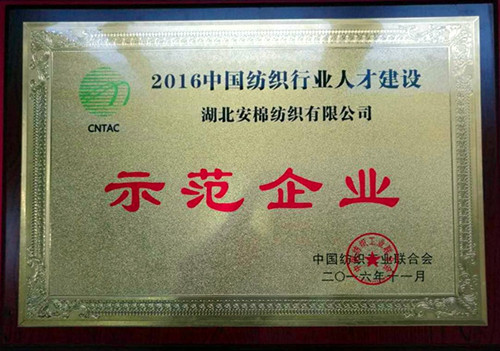 2016中国纺织行业人才建设
CNTAC
湖北安棉纺织有限公司
示范企业
中国纺织工业联合会
二〇一六年十一月